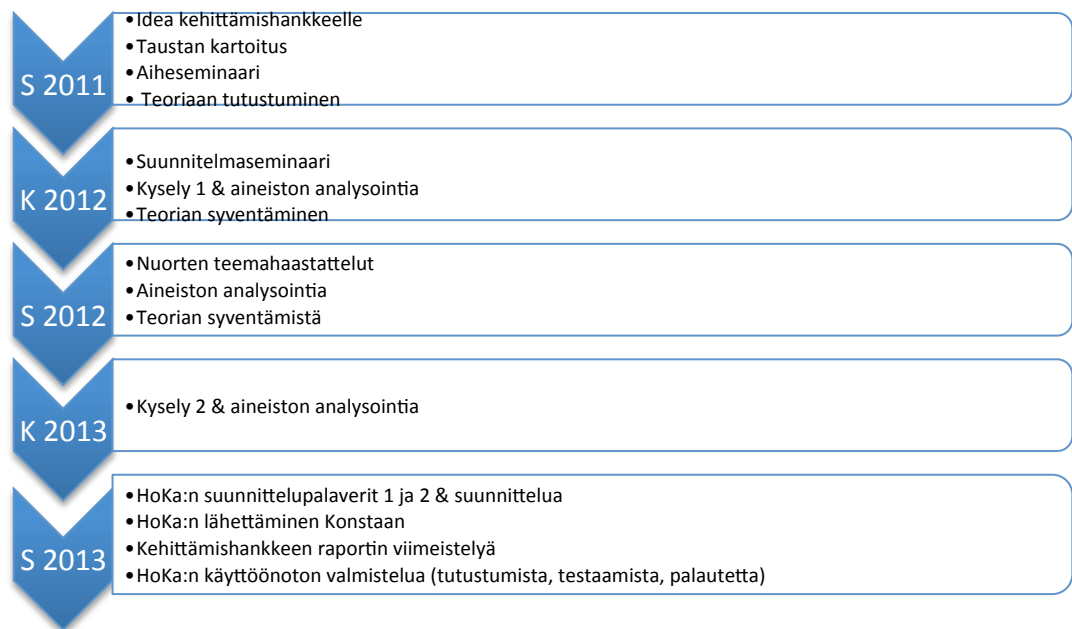 S 2011
•Idea kehittämishankkeelle
•Taustan kartoitus
•Aiheseminaari
• Teoriaan tutustuminen
K 2012
•Suunnitelmaseminaari
•Kysely 1 & aineiston analysointia
•Teorian syventäminen
S 2012
•Nuorten teemahaastattelut
•Aineiston analysointia
•Teorian syventämistä
K 2013
•Kysely 2 & aineiston analysointia
S 2013
•HoKa:n suunnittelupalaverit 1 ja 2 & suunnittelua
•HoKa:n lähettäminen Konstaan
•Kehittämishankkeen raportin viimeistelyä
•HoKa:n käyttöönoton valmistelua (tutustumista, testaamista, palautetta)